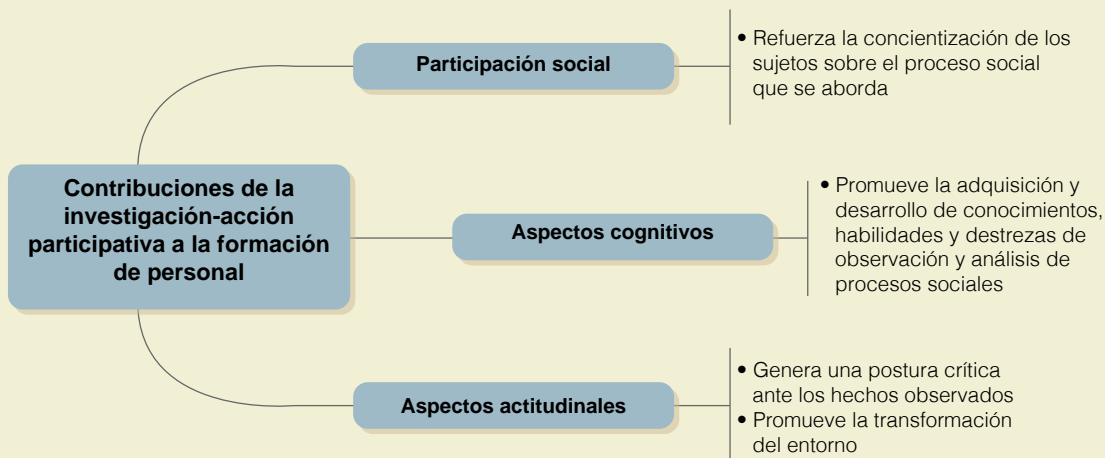 Participación social
• Refuerza la concientización de los
sujetos sobre el proceso social
que se aborda
Contribuciones de la
investigación-acción
participativa a la formación
de personal
Aspectos cognitivos
• Promueve la adquisición y
desarrollo de conocimientos,
habilidades y destrezas de
observación y análisis de
procesos sociales
Aspectos actitudinales
• Genera una postura crítica
ante los hechos observados
• Promueve la transformación
del entorno